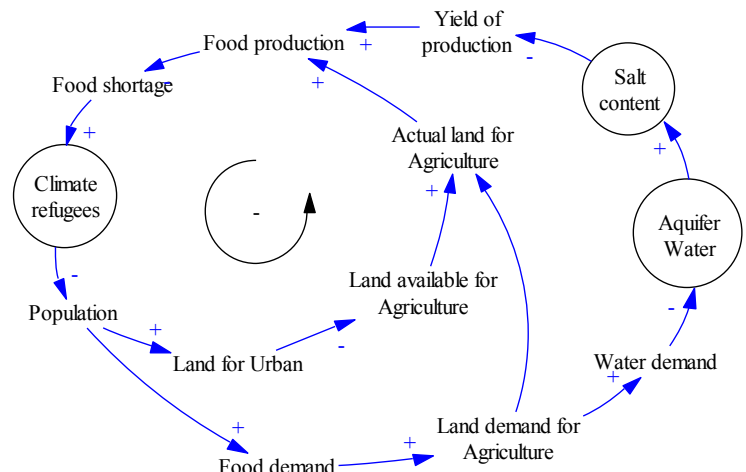 Yield of
production
Food production
+
-
Food shortage
-
+
Salt
content
+
Actual land for
Agriculture
+
+
Climate
refugees
-
Aquifer
Water
-
Land available for
Agriculture
-
Population
+
-
Land for Urban
-
Water demand
+
+
Land demand for
Agriculture
+
Food demand